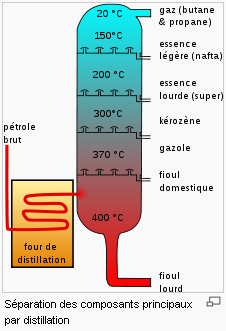 20 °C
gaz (butane
& propane)
150°C
essence
légère (nafta)
200 °C
essence
lourde (super)
300°C
kérozène
pétrole
brut
370 °C
gazole
fioul
domestique
400 °C
four de
distillation
fioul
lourd
Séparation des composants principaux
par distillation